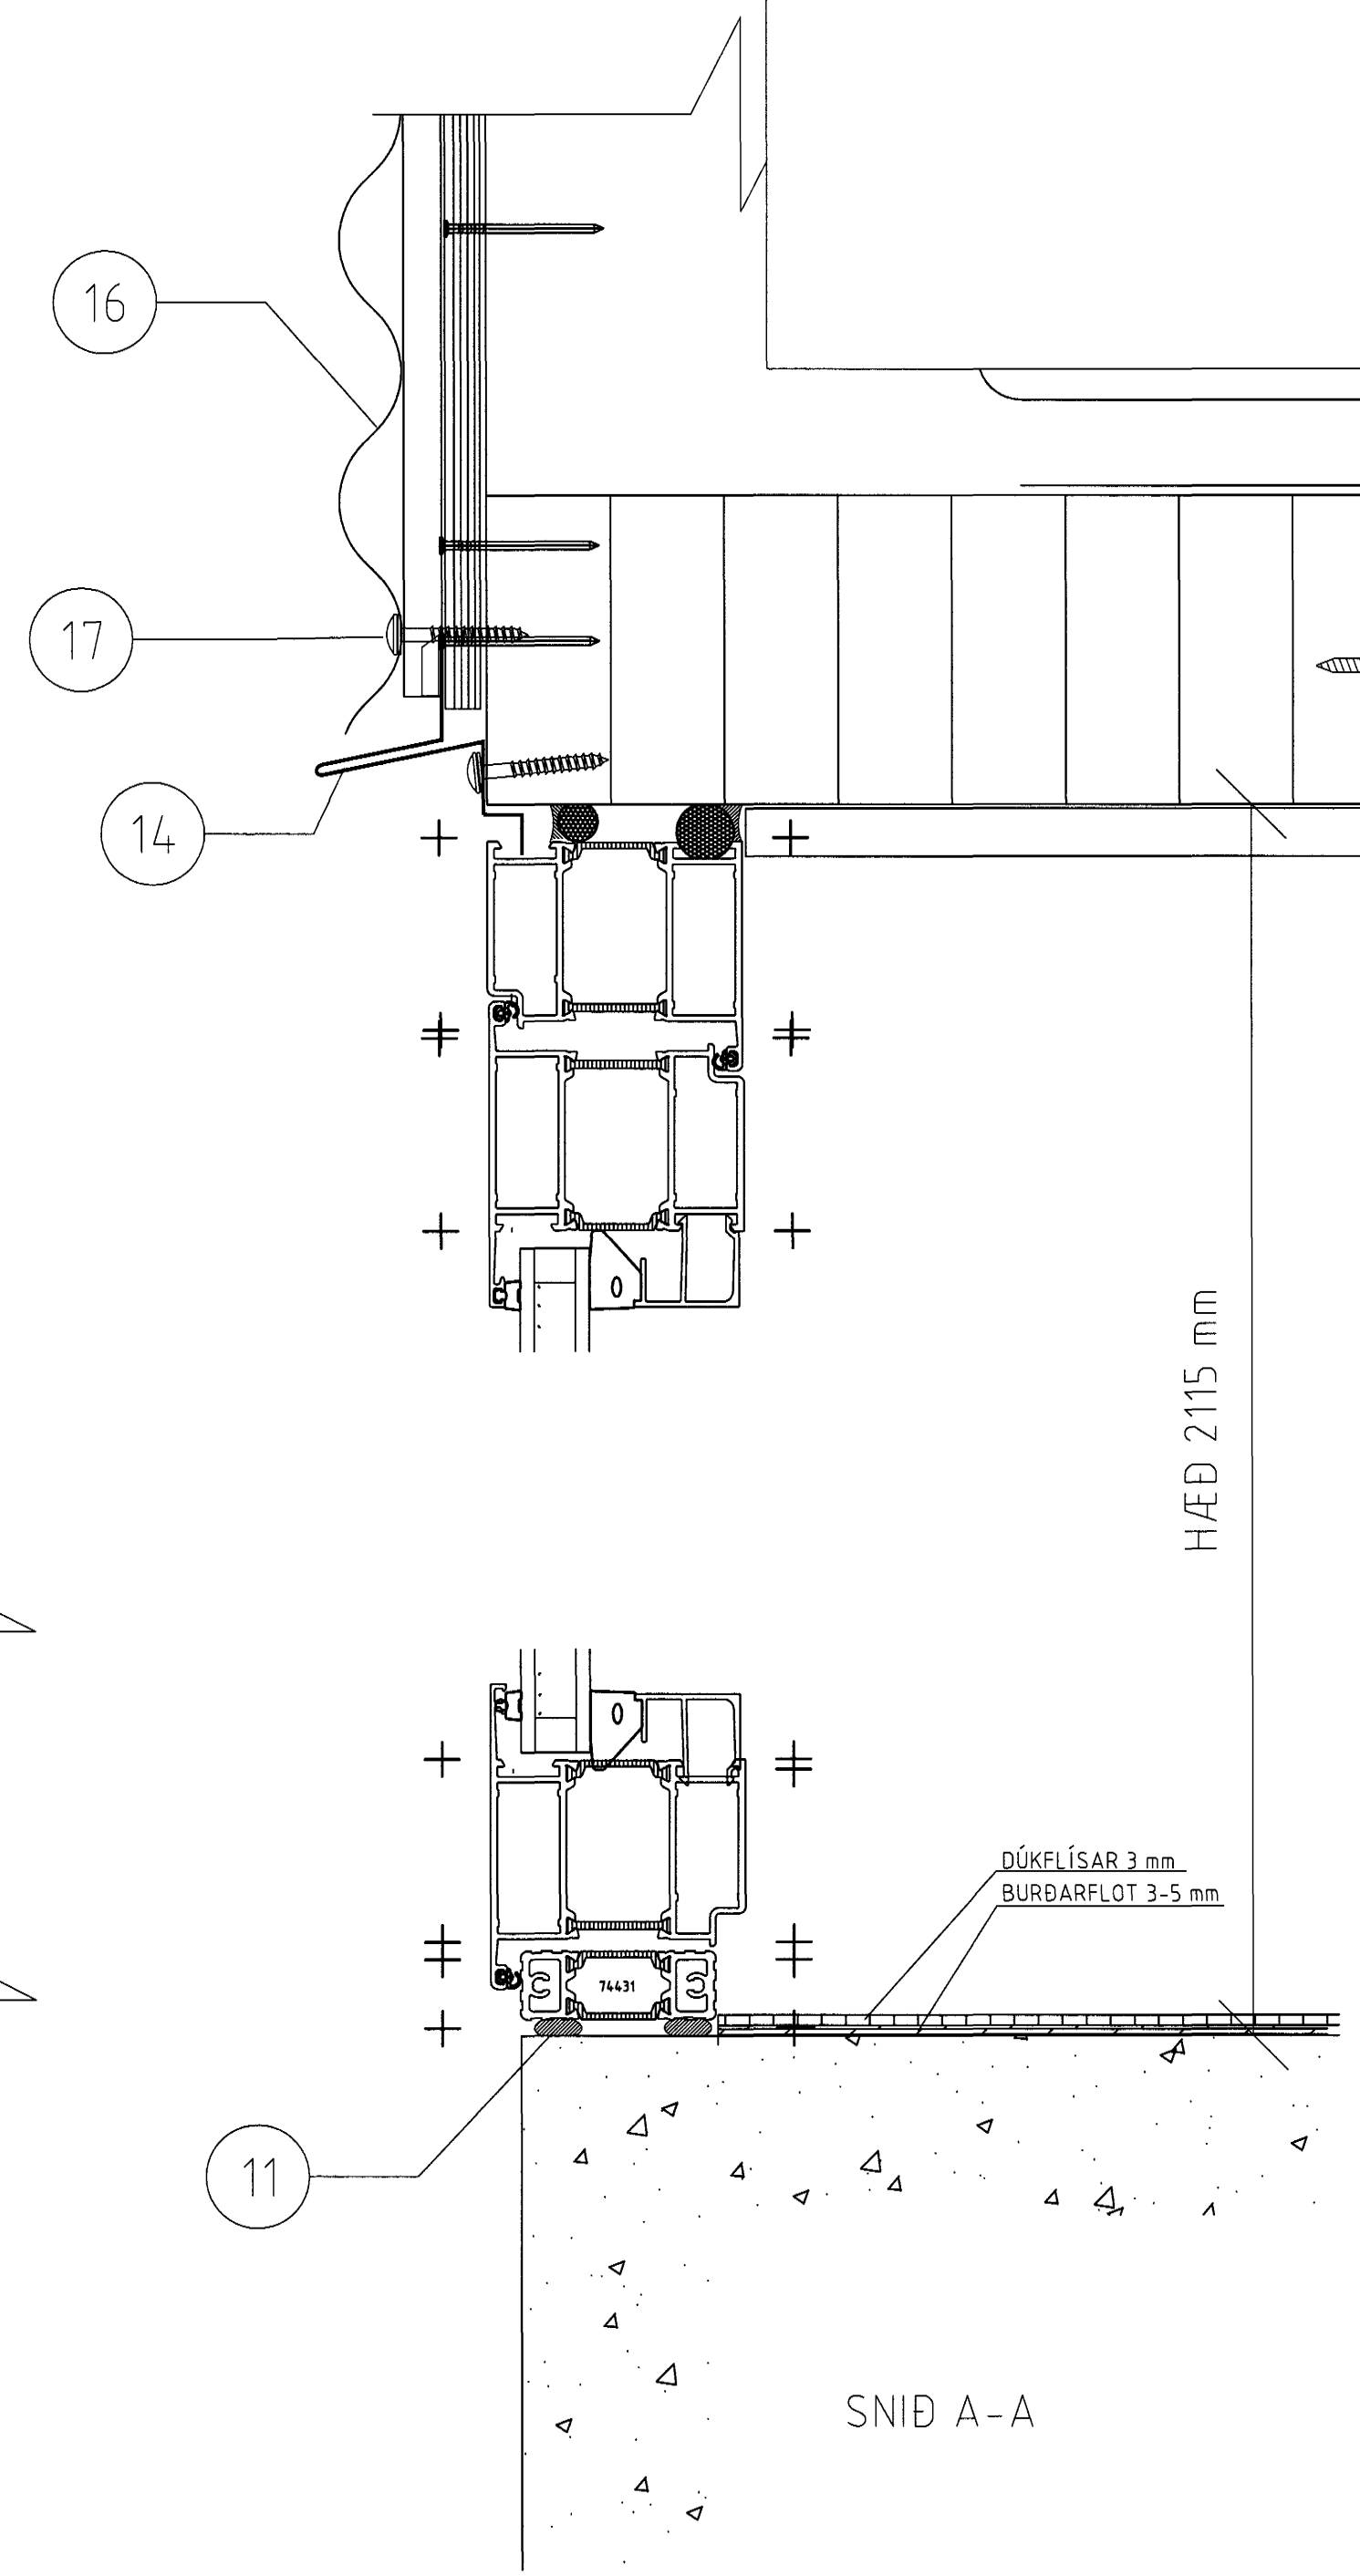 16
17
14
HÆÐ 2115 mm
DÚKFLÍSAR 3 mm
BURÐARFLOT 3-5 mm
74431
11
SNIÐ A-A